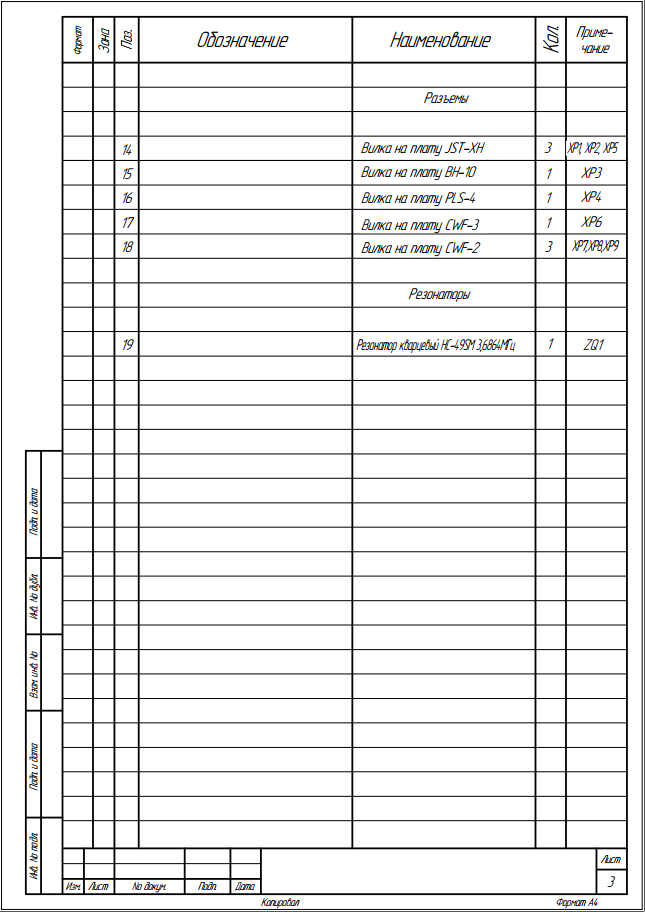 Формат Зона Поз. Обозначение Наименование Кол. Приме-
чание
Разъемы
14 Вилка на плату JST-XH 3 XP1, XP2, XP5
15 Вилка на плату BH-10 1 XP3
16 Вилка на плату PLS-4 1 XP4
17 Вилка на плату CWF-3 1 XP6
18 Вилка на плату CWF-2 3 XP7,XP8,XP9
Резонаторы
19 Резонатор кварцевый HC-49SM 3,6864МГц 1 ZQ1
Подп. и дата
Инв. No дубл.
Взам. инв. No
Подп. и дата
Инв. No подл.
Лист
3
Изм. Лист No докум. Подп. Дата
Копировал Формат А4